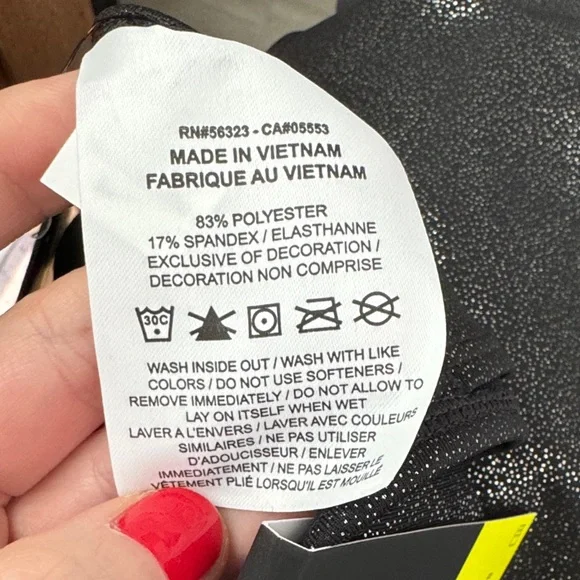 RN#56323 - CA#05553
MADE IN VIETNAM
FABRIQUE AU VIETNAM
83% POLYESTER
17% SPANDEX / ELASTHANNE
EXCLUSIVE OF DECORATION /
DECORATION NON COMPRISE
30C
WASH INSIDE OUT / WASH WITH LIKE
COLORS / DO NOT USE SOFTENERS /
REMOVE IMMEDIATELY / DO NOT ALLOW TO
LAY ON ITSELF WHEN WET
LAVER A L'ENVERS / LAVER AVEC COULEURS
SIMILAIRES / NE PAS UTILISER
D'ADOUCISSEUR / ENLEVER
IMMEDIATEMENT / NE PAS LAISSER LE
VÊTEMENT PLIÉ LORSQU'IL EST MOUILLÉ